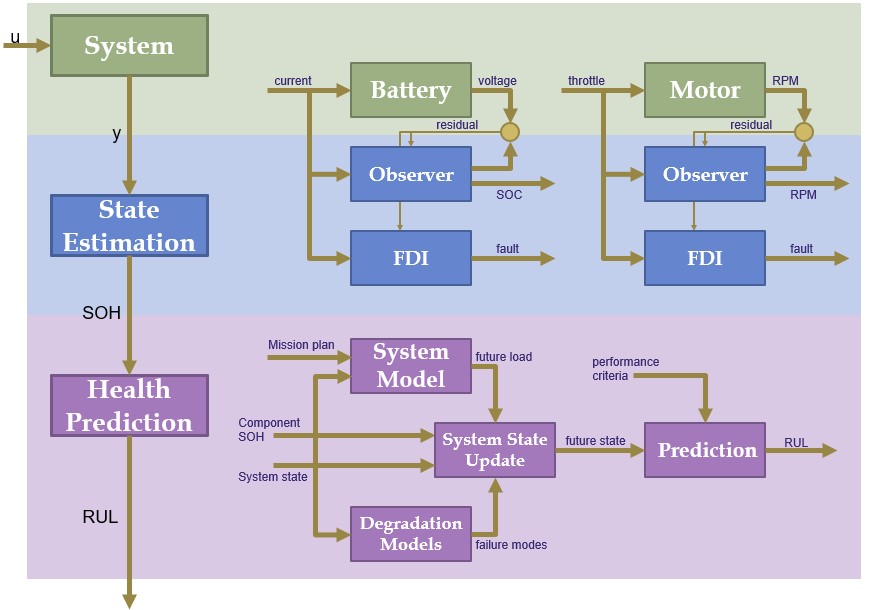 u
System
y
State
Estimation
SOH
Health
Prediction
RUL
current
Battery
voltage
residual
Observer
SOC
FDI
fault
throttle
Motor
RPM
residual
Observer
RPM
FDI
fault
Mission plan
System
Model
future load
performance
criteria
Component
SOH
System State
Update
future state
Prediction
RUL
System state
Degradation
Models
failure modes